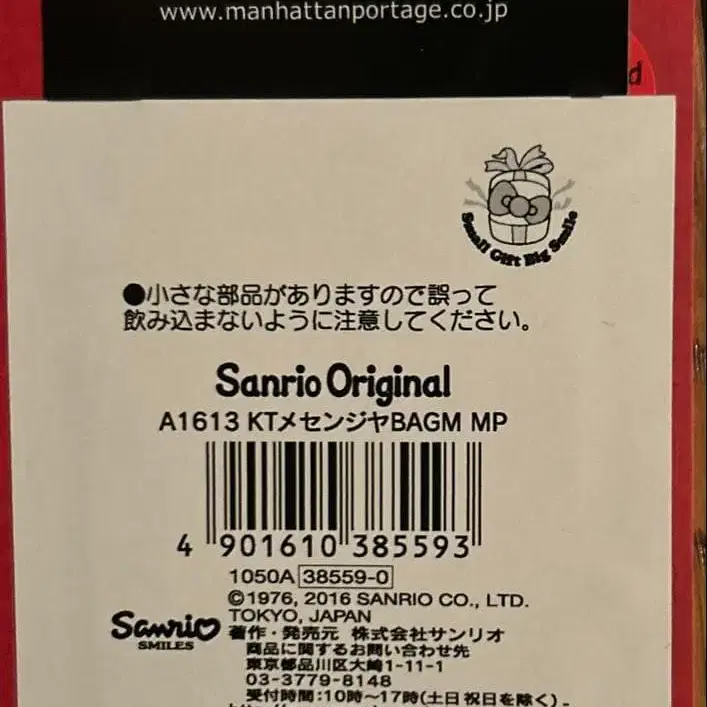 www.manhattanportage.co.jp
d
Small Gift Big Smile
●小さな部品がありますので誤って
飲み込まないように注意してください。
Sanrio Original
A1613 KTメセンジヤBAGM MP
4 901610 385593
1050A 38559-0
©1976, 2016 SANRIO CO., LTD.
TOKYO, JAPAN
Sanrio
SMILES
著作・発売元 株式会社サンリオ
商品に関するお問い合わせ先
東京都品川区大崎1-11-1
03-3779-8148
受付時間:10時〜17時(土日祝日を除く)